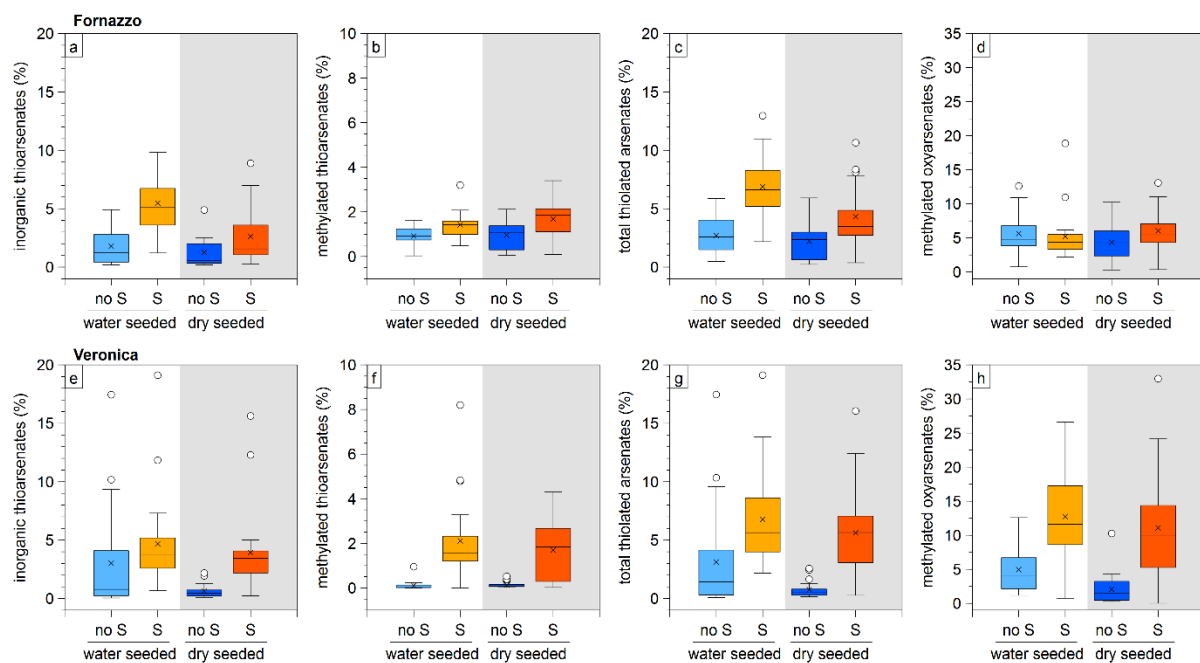 Fornazzo
a
inorganic thioarsenates (%)
20
15
10
5
0
no S S no S S
water seeded dry seeded
b
methylated thioarsenates (%)
10
8
6
4
2
0
no S S no S S
water seeded dry seeded
c
total thiolated arsenates (%)
20
15
10
5
0
no S S no S S
water seeded dry seeded
d
methylated oxyarsenates (%)
35
30
25
20
15
10
5
0
no S S no S S
water seeded dry seeded
Veronica
e
inorganic thioarsenates (%)
20
15
10
5
0
no S S no S S
water seeded dry seeded
f
methylated thioarsenates (%)
10
8
6
4
2
0
no S S no S S
water seeded dry seeded
g
total thiolated arsenates (%)
20
15
10
5
0
no S S no S S
water seeded dry seeded
h
methylated oxyarsenates (%)
35
30
25
20
15
10
5
0
no S S no S S
water seeded dry seeded